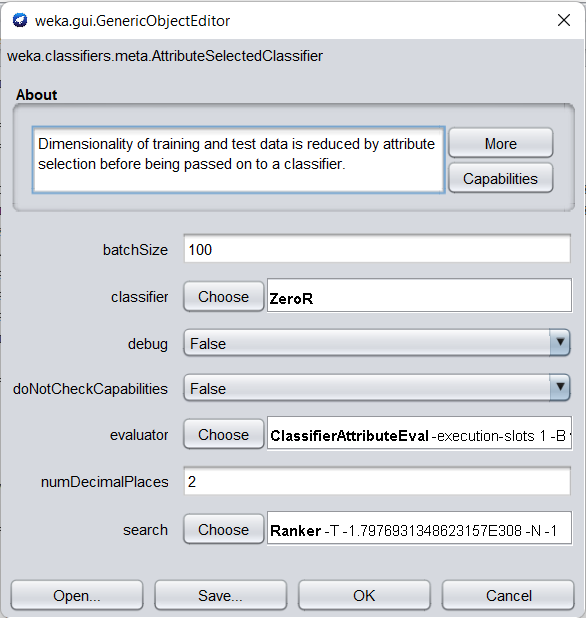 weka.gui.GenericObjectEditor
weka.classifiers.meta.AttributeSelectedClassifier
About
Dimensionality of training and test data is reduced by attribute
selection before being passed on to a classifier.
More
Capabilities
batchSize 100
classifier Choose ZeroR
debug False
doNotCheckCapabilities False
evaluator Choose ClassifierAttributeEval -execution-slots 1 -B
numDecimalPlaces 2
search Choose Ranker -T -1.7976931348623157E308 -N -1
Open... Save... OK Cancel